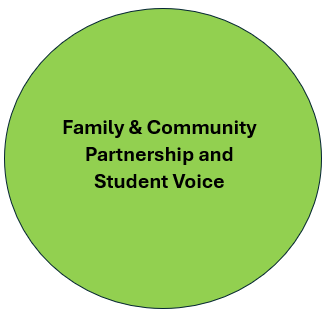 Family & Community
Partnership and
Student Voice